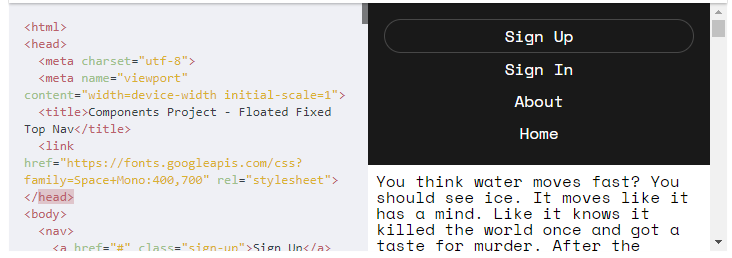 <html>
<head>
<meta charset="utf-8">
<meta name="viewport"
content="width=device-width initial-scale=1">
<title>Components Project - Floated Fixed
Top Nav</title>
<link
href="https://fonts.googleapis.com/css?
family=Space+Mono:400,700" rel="stylesheet">
</head>
<body>
<nav>
<a href="#" class="sign-up">Sign Up</a>
Sign Up
Sign In
About
Home
You think water moves fast? You
should see ice. It moves like it
has a mind. Like it knows it
killed the world once and got a
taste for murder. After the